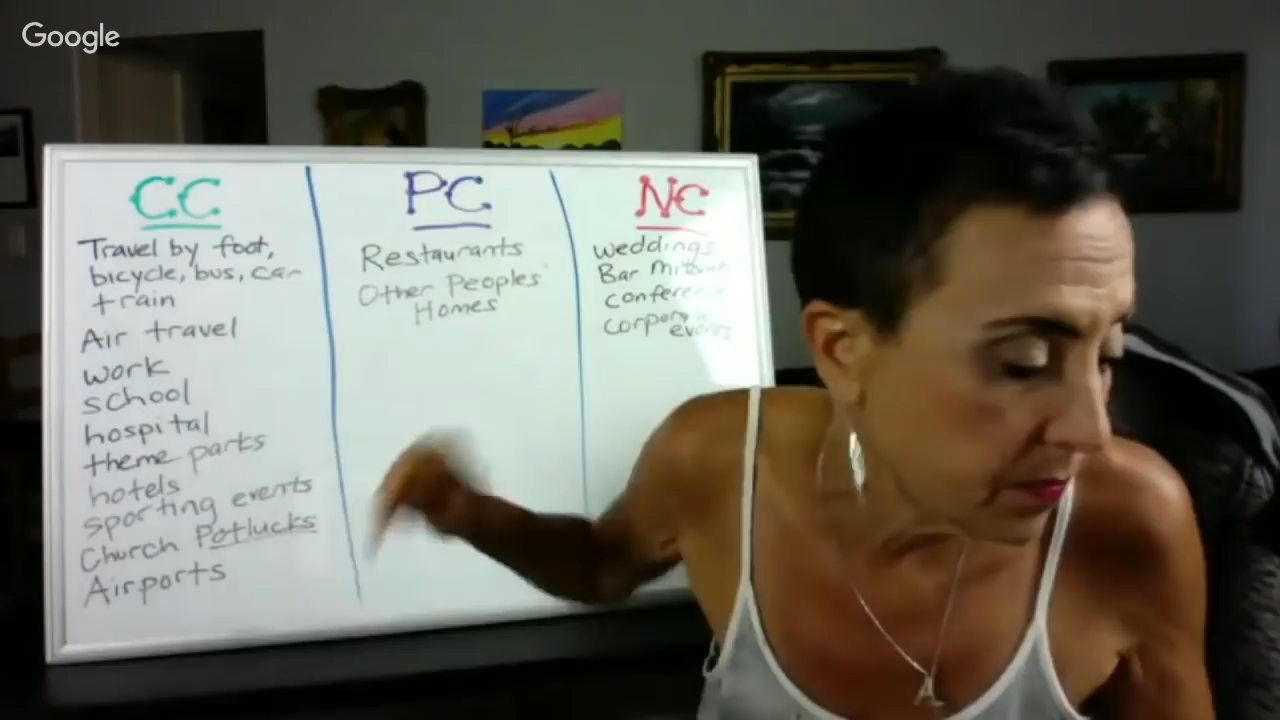 Google
CC
Travel by foot,
bicycle, bus, car
train
Air travel
work
school
hospital
theme parks
hotels
sporting events
Church Potlucks
Airports
PC
Restaurants
Other Peoples'
Homes
NC
weddings
Bar